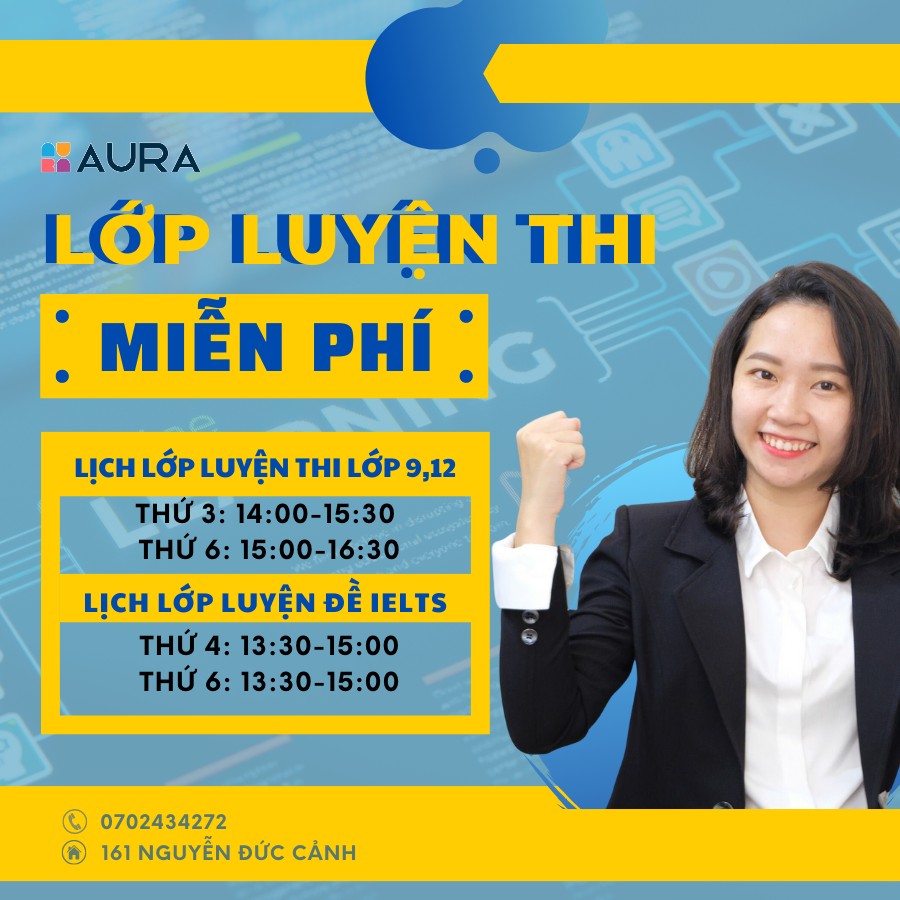 AURA
LỚP LUYỆN THI
MIỄN PHÍ
LỊCH LỚP LUYỆN THI LỚP 9,12
THỨ 3: 14:00-15:30
THỨ 6: 15:00-16:30
LỊCH LỚP LUYỆN ĐỀ IELTS
THỨ 4: 13:30-15:00
THỨ 6: 13:30-15:00
0702434272
161 NGUYỄN ĐỨC CẢNH
LEARNING